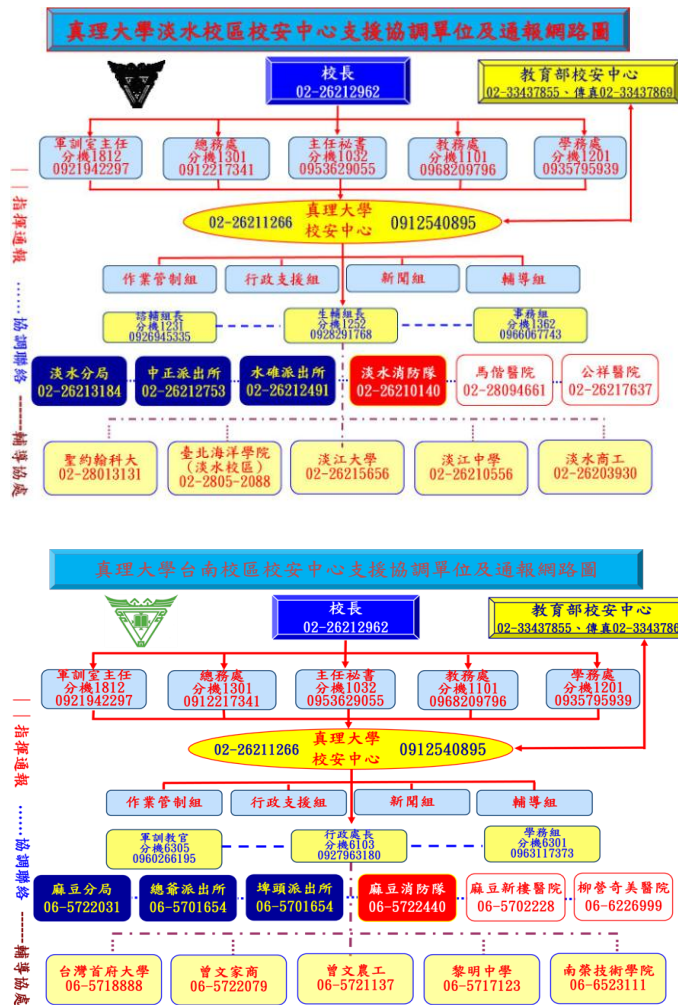 真理大學淡水校區校安中心支援協調單位及通報網路圖
校長
02-26212962
教育部校安中心
02-33437855、傳真02-33437869
軍訓室主任
分機1812
0921942297
總務處
分機1301
0912217341
主任祕書
分機1032
0953629055
教務處
分機1101
0968209796
學務處
分機1201
0935795939
02-26211266
真理大學
校安中心
0912540895
作業管制組
行政支援組
新聞組
輔導組
諮輔組長
分機1231
0926945335
生輔組長
分機1252
0928291768
事務組
分機1362
0966067743
淡水分局
02-26213184
中正派出所
02-26212753
水碓派出所
02-26212491
淡水消防隊
02-26210140
馬偕醫院
02-28094661
公祥醫院
02-26217637
聖約翰科大
02-28013131
臺北海洋學院
(淡水校區)
02-2805-2088
淡江大學
02-26215656
淡江中學
02-26210556
淡水商工
02-26203930
指揮通報
協調聯絡
輔導協處
真理大學台南校區校安中心支援協調單位及通報網路圖
校長
02-26212962
教育部校安中心
02-33437855、傳真02-3343786
軍訓室主任
分機1812
0921942297
總務處
分機1301
0912217341
主任祕書
分機1032
0953629055
教務處
分機1101
0968209796
學務處
分機1201
0935795939
02-26211266
真理大學
校安中心
0912540895
作業管制組
行政支援組
新聞組
輔導組
軍訓教官
分機6305
0960266195
行政處長
分機6103
0927963180
學務組
分機6301
0963117373
麻豆分局
06-5722031
總爺派出所
06-5701654
埤頭派出所
06-5701654
麻豆消防隊
06-5722440
麻豆新樓醫院
06-5702228
柳營奇美醫院
06-6226999
台灣首府大學
06-5718888
曾文家商
06-5722079
曾文農工
06-5721137
黎明中學
06-5717123
南榮技術學院
06-6523111
指揮通報
協調聯絡
輔導協處